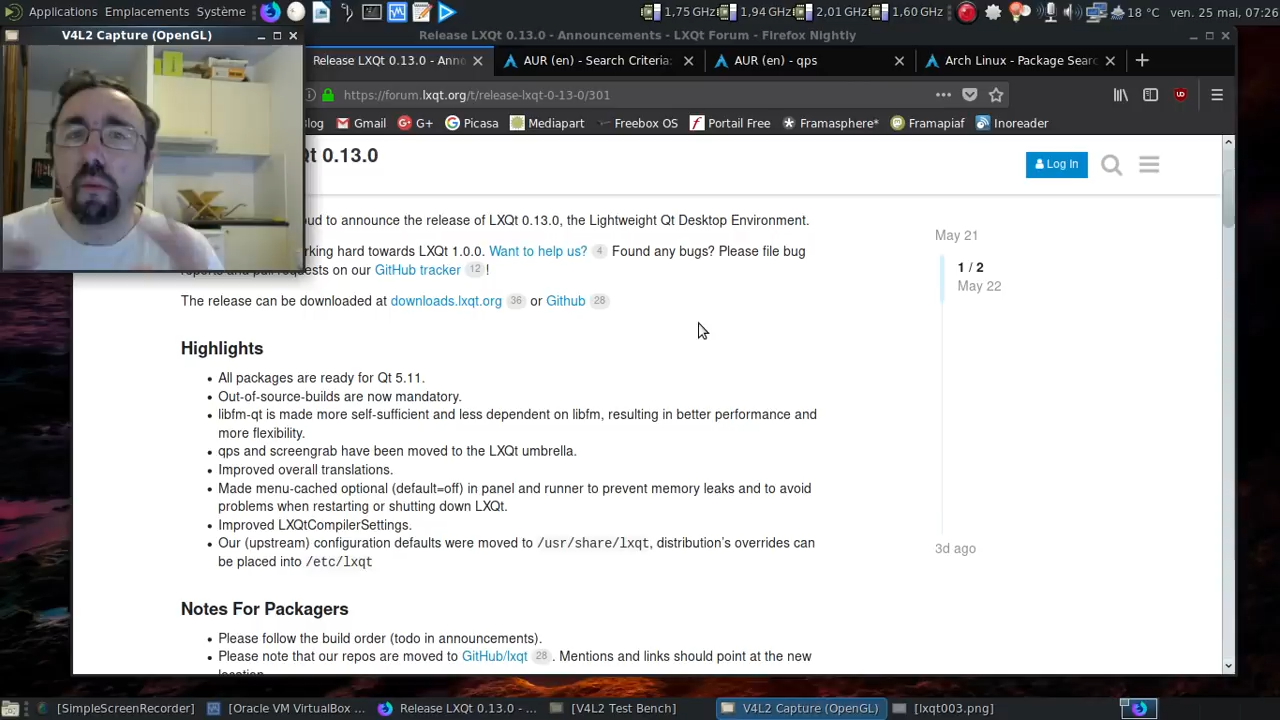 Applications Emplacements Système
1,75 GHz 1,94 GHz 2,01 GHz 1,60 GHz 18 °C ven. 25 mai, 07:26
V4L2 Capture (OpenGL)
Release LXQt 0.13.0 - Announcements - LXQt Forum - Firefox Nightly
Release LXQt 0.13.0 - Anno
AUR (en) - Search Criteria:
AUR (en) - qps
Arch Linux - Package Searc
https://forum.lxqt.org/t/release-lxqt-0-13-0/301
log Gmail G+ Picasa Mediapart Freebox OS Portail Free Framasphere* Framapiaf Inoreader
Qt 0.13.0
Log In
oud to announce the release of LXQt 0.13.0, the Lightweight Qt Desktop Environment.
rking hard towards LXQt 1.0.0. Want to help us? 4 Found any bugs? Please file bug
reports and pull requests on our GitHub tracker 12 !
The release can be downloaded at downloads.lxqt.org 36 or Github 28
May 21
1 / 2
May 22
3d ago
Highlights
• All packages are ready for Qt 5.11.
• Out-of-source-builds are now mandatory.
• libfm-qt is made more self-sufficient and less dependent on libfm, resulting in better performance and
more flexibility.
• qps and screengrab have been moved to the LXQt umbrella.
• Improved overall translations.
• Made menu-cached optional (default=off) in panel and runner to prevent memory leaks and to avoid
problems when restarting or shutting down LXQt.
• Improved LXQtCompilerSettings.
• Our (upstream) configuration defaults were moved to /usr/share/lxqt, distribution's overrides can
be placed into /etc/lxqt
Notes For Packagers
• Please follow the build order (todo in announcements).
• Please note that our repos are moved to GitHub/lxqt 28 . Mentions and links should point at the new
location.
[SimpleScreenRecorder] [Oracle VM VirtualBox ... Release LXQt 0.13.0 - ... [V4L2 Test Bench] V4L2 Capture (OpenGL) [lxqt003.png]